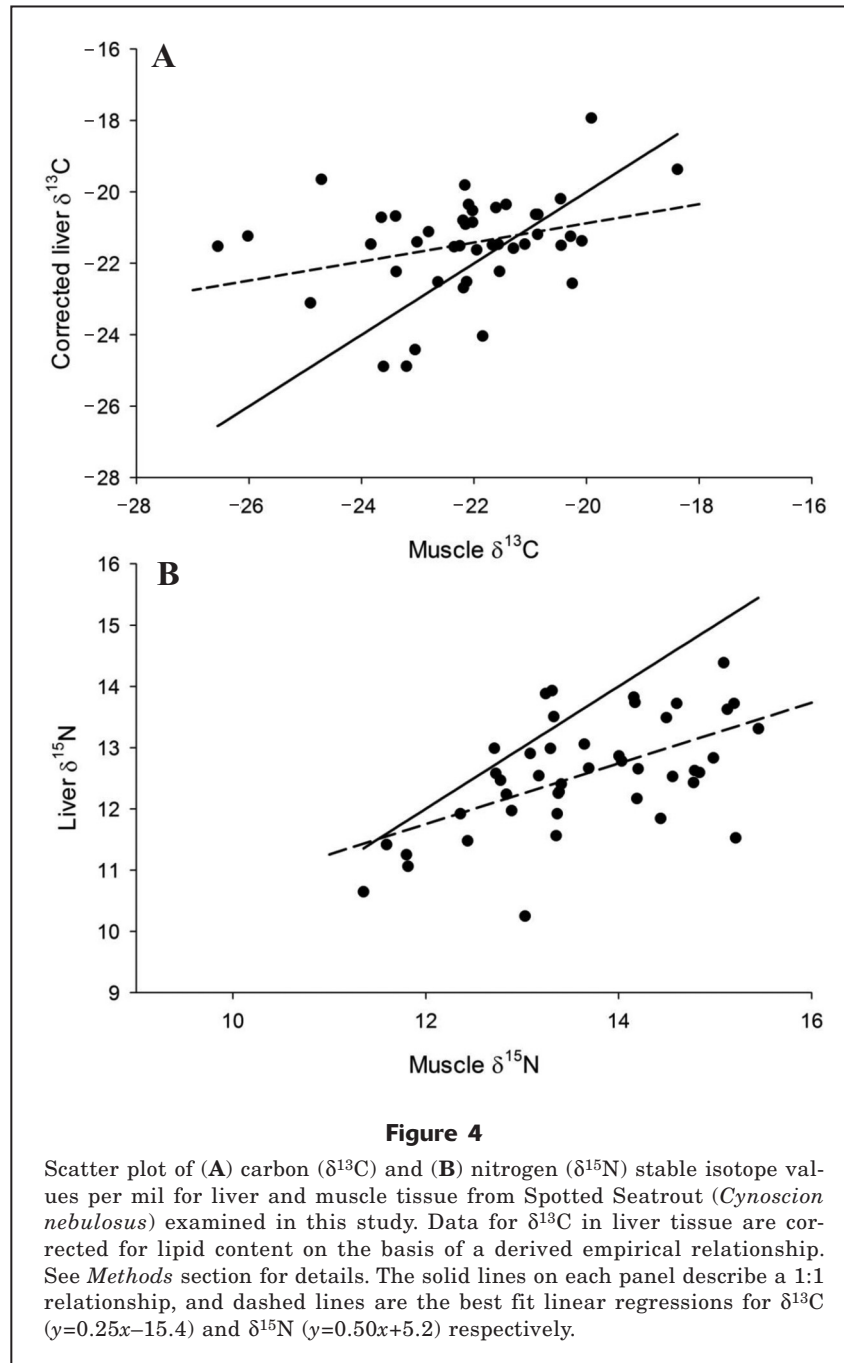 A
−16
−18
−20
−22
−24
−26
−28
Corrected liver δ¹³C
−28 −26 −24 −22 −20 −18 −16
Muscle δ¹³C
B
16
15
14
13
12
11
10
9
Liver δ¹⁵N
10 12 14 16
Muscle δ¹⁵N
Figure 4
Scatter plot of (A) carbon (δ¹³C) and (B) nitrogen (δ¹⁵N) stable isotope val-
ues per mil for liver and muscle tissue from Spotted Seatrout (Cynoscion
nebulosus) examined in this study. Data for δ¹³C in liver tissue are cor-
rected for lipid content on the basis of a derived empirical relationship.
See Methods section for details. The solid lines on each panel describe a 1:1
relationship, and dashed lines are the best fit linear regressions for δ¹³C
(y=0.25x–15.4) and δ¹⁵N (y=0.50x+5.2) respectively.